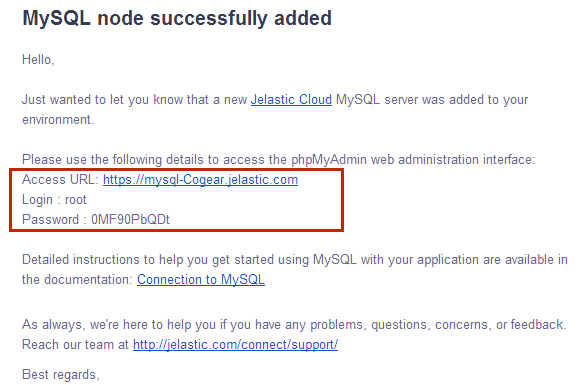 MySQL node successfully added
Hello,
Just wanted to let you know that a new Jelastic Cloud MySQL server was added to your
environment.
Please use the following details to access the phpMyAdmin web administration interface:
Access URL: https://mysql-Cogear.jelastic.com
Login : root
Password : 0MF90PbQDt
Detailed instructions to help you get started using MySQL with your application are available in
the documentation: Connection to MySQL
As always, we're here to help you if you have any problems, questions, concerns, or feedback.
Reach our team at http://jelastic.com/connect/support/
Best regards,